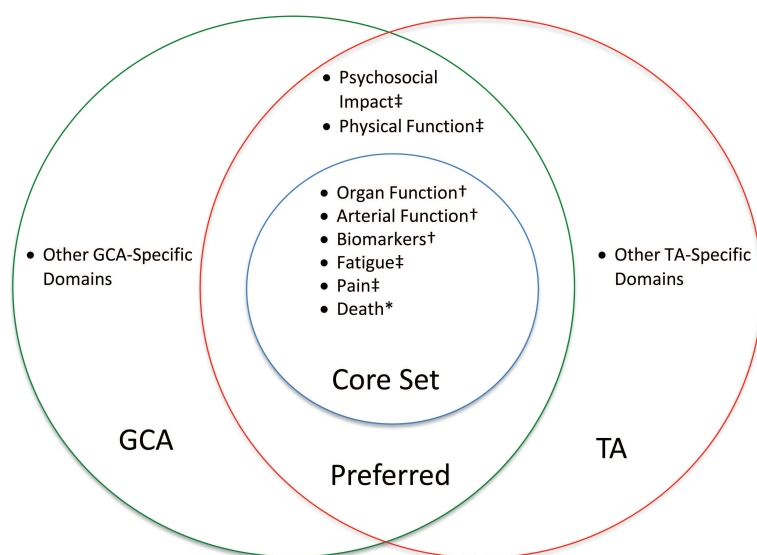 • Psychosocial
Impact‡
• Physical Function‡
• Organ Function†
• Arterial Function†
• Biomarkers†
• Fatigue‡
• Pain‡
• Death*
• Other GCA-Specific
Domains
• Other TA-Specific
Domains
Core Set
GCA
TA
Preferred